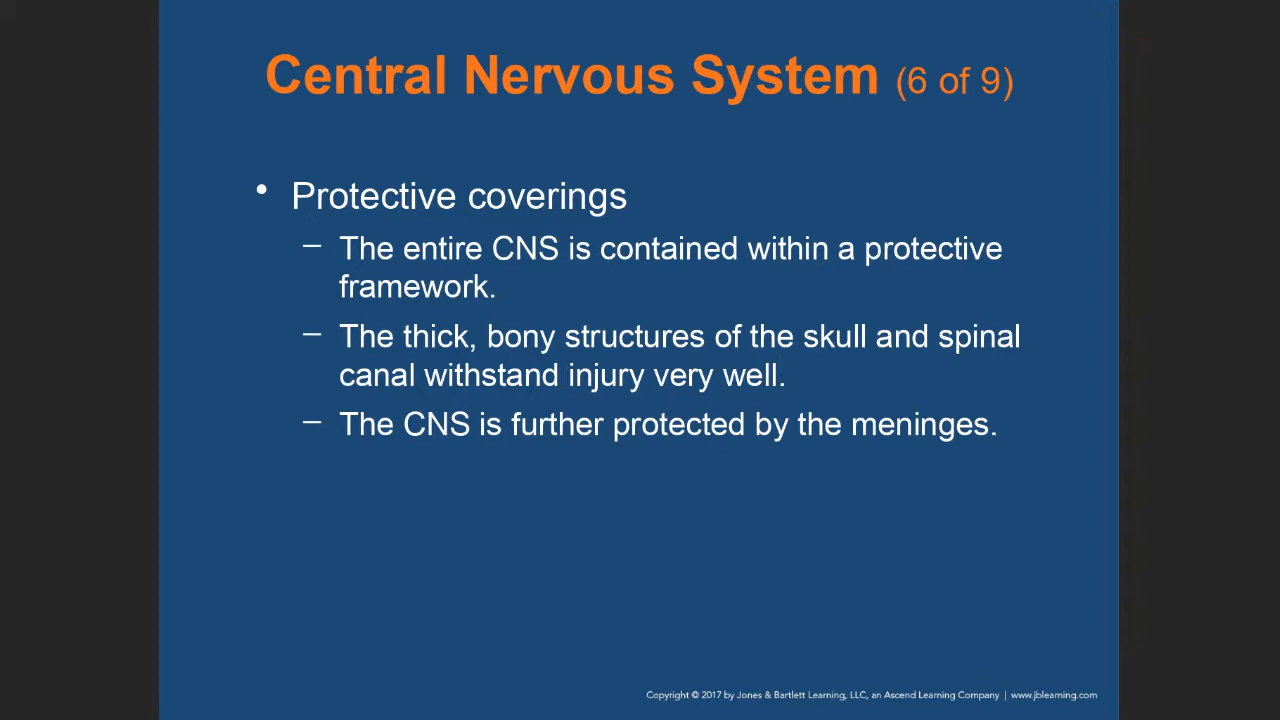 Central Nervous System (6 of 9)
• Protective coverings
– The entire CNS is contained within a protective
framework.
– The thick, bony structures of the skull and spinal
canal withstand injury very well.
– The CNS is further protected by the meninges.
Copyright © 2017 by Jones & Bartlett Learning, LLC, an Ascend Learning Company | www.jblearning.com